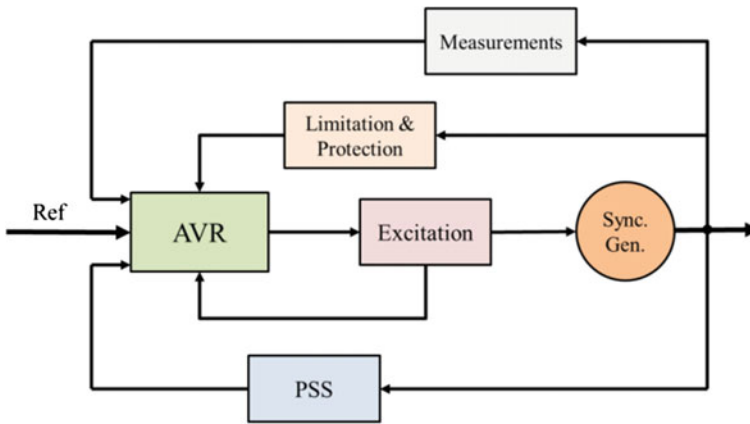 Measurements
Limitation &
Protection
Ref
AVR
Excitation
Sync.
Gen.
PSS